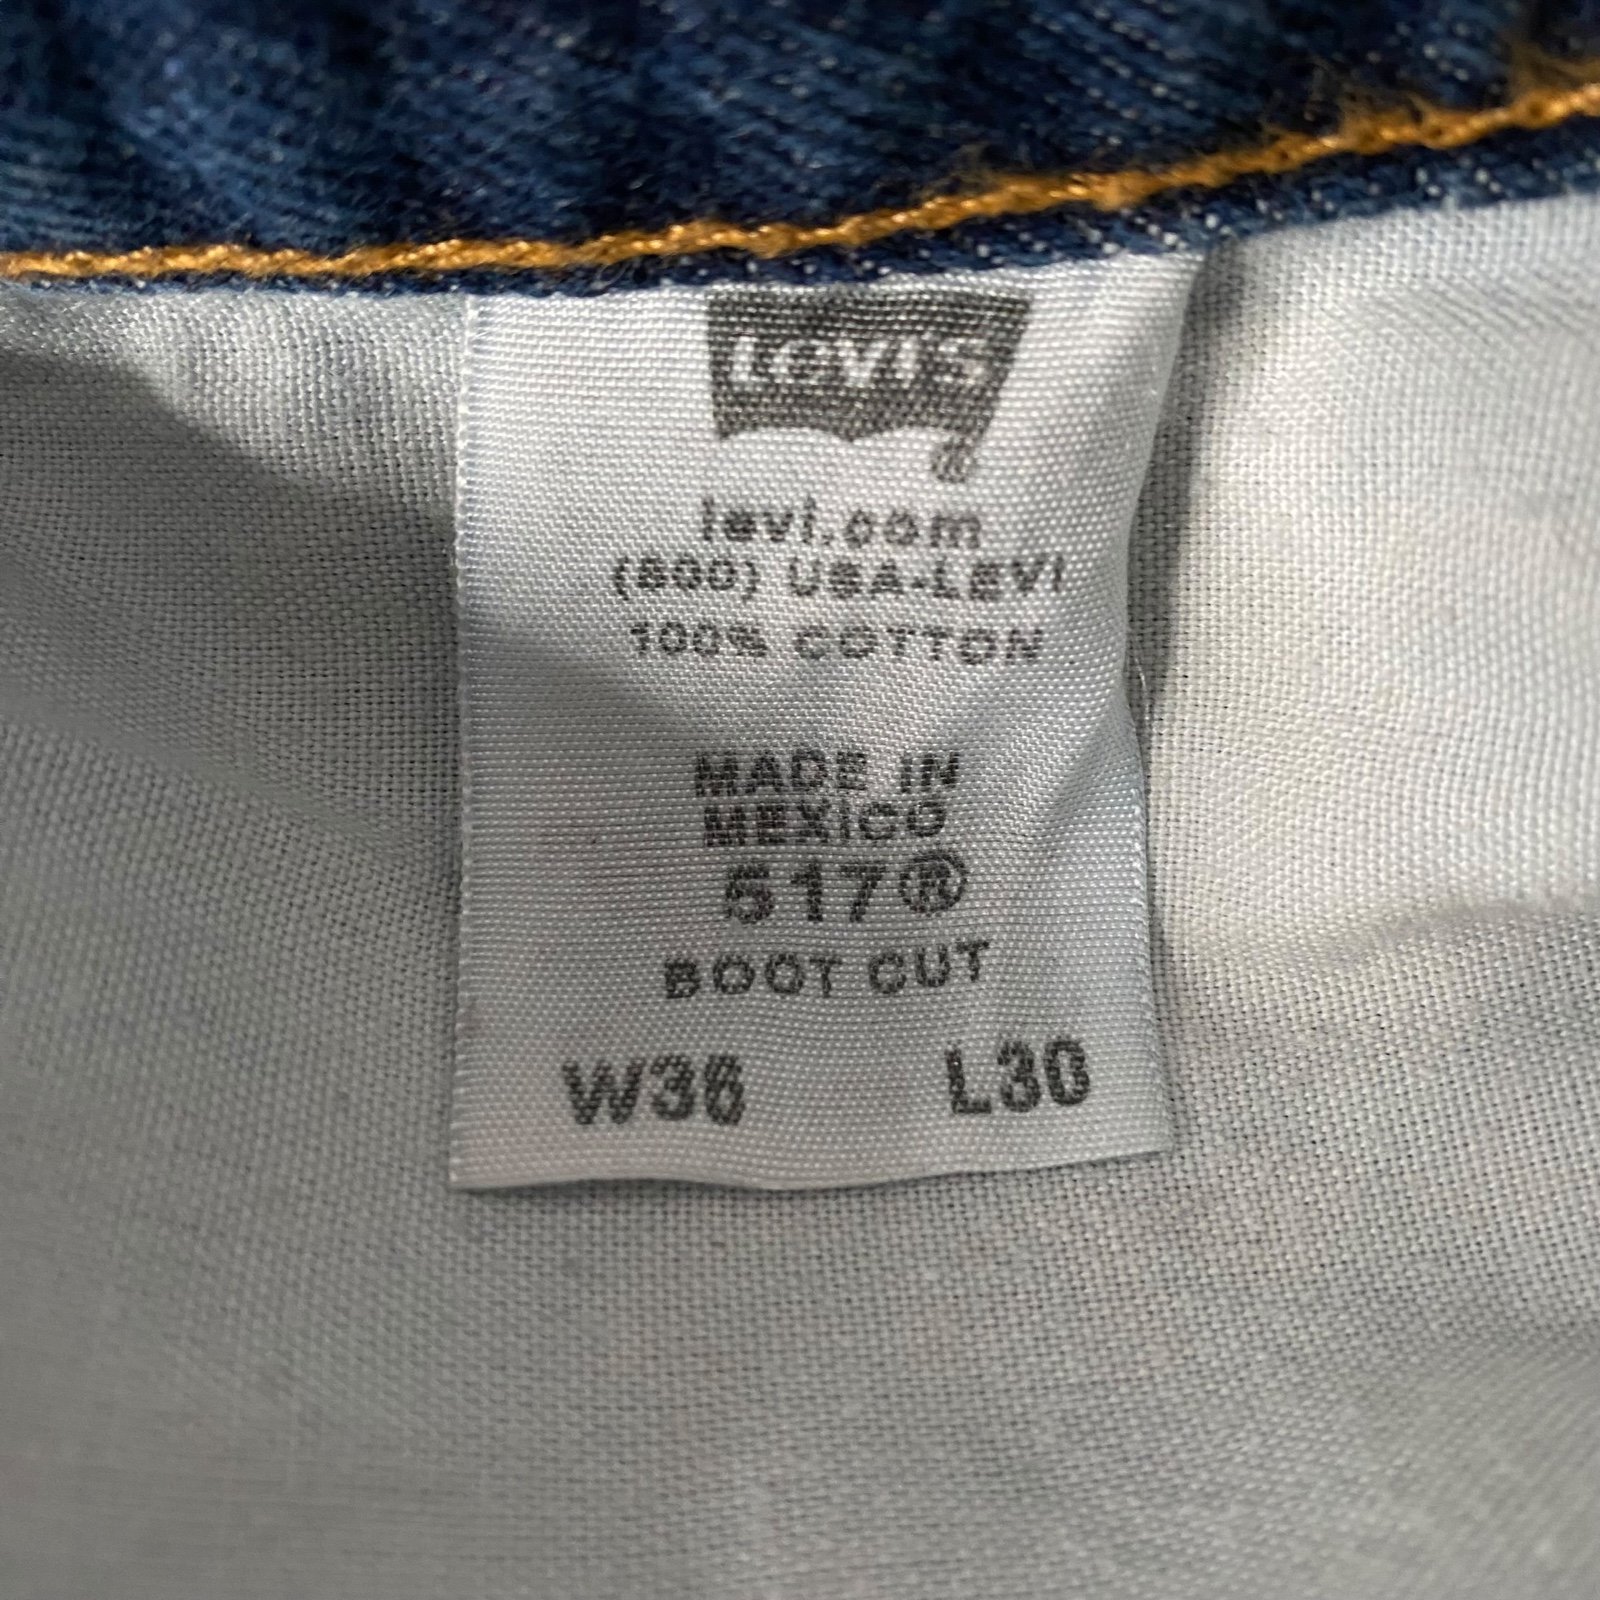 Levi's
®
levi.com
(800) USA-LEVI
100% COTTON
MADE IN
MEXICO
517®
BOOT CUT
W36 L30